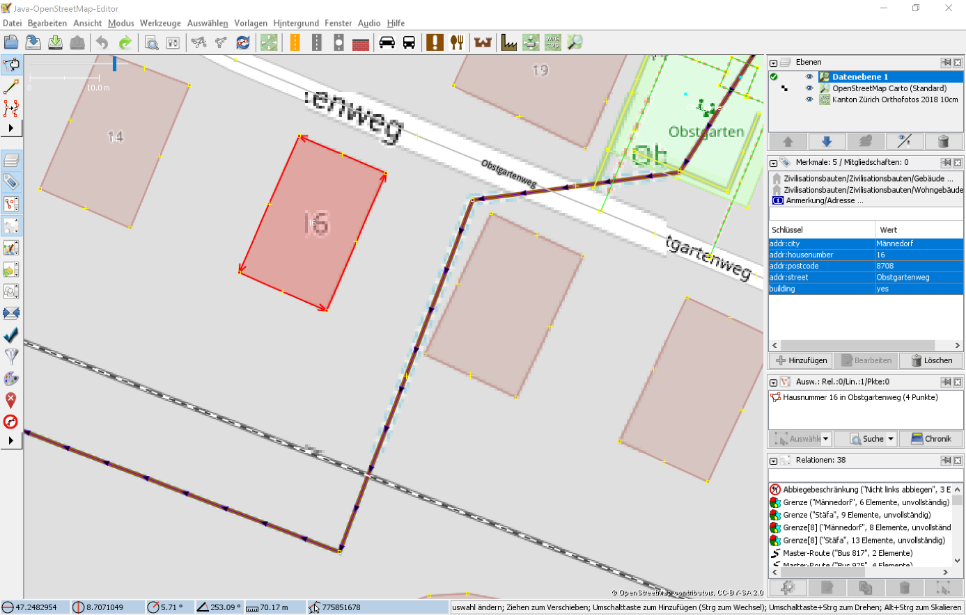 Java-OpenStreetMap-Editor
Datei Bearbeiten Ansicht Modus Werkzeuge Auswählen Vorlagen Hintergrund Fenster Audio Hilfe
0
10.0 m
14
enweg
16
19
Obstgartenweg
Obstgarten
Ob
tgartenweg
© OpenStreetMap contributors, CC-BY-SA 2.0
Ebenen
Datenebene 1
OpenStreetMap Carto (Standard)
Kanton Zürich Orthofotos 2018 10cm
Merkmale: 5 / Mitgliedschaften: 0
Zivilisationsbauten/Zivilisationsbauten/Gebäude ...
Zivilisationsbauten/Zivilisationsbauten/Wohngebäude
Anmerkung/Adresse ...
Schlüssel Wert
addr:city Männedorf
addr:housenumber 16
addr:postcode 8708
addr:street Obstgartenweg
building yes
Hinzufügen Bearbeiten Löschen
Ausw.: Rel.:0/Lin.:1/Pkte:0
Hausnummer 16 in Obstgartenweg (4 Punkte)
Auswähl Suche Chronik
Relationen: 38
Abbiegebeschränkung ("Nicht links abbiegen", 3 E
Grenze ("Männedorf", 6 Elemente, unvollständig)
Grenze ("Stäfa", 9 Elemente, unvollständig)
Grenze[8] ("Männedorf", 8 Elemente, unvollständ
Grenze[8] ("Stäfa", 13 Elemente, unvollständig)
Master-Route ("Bus 817", 2 Elemente)
Master-Route ("Bus 925", 4 Elemente)
47.2482954 8.7071049 5.71 ° 253.09 ° 70.17 m 775851678 uswahl ändern; Ziehen zum Verschieben; Umschalttaste zum Hinzufügen (Strg zum Wechsel); Umschalttaste+Strg zum Drehen; Alt+Strg zum Skalieren